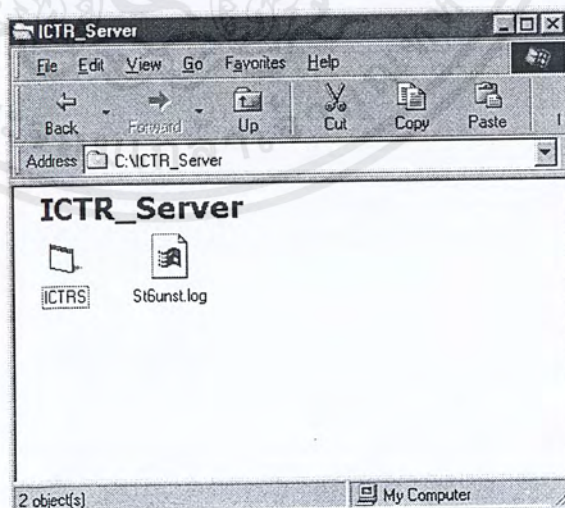 ICTR_Server
File Edit View Go Favorites Help
Back Forward Up Cut Copy Paste
Address C:\ICTR_Server
ICTR_Server
ICTRS St6unst.log
2 object(s) My Computer